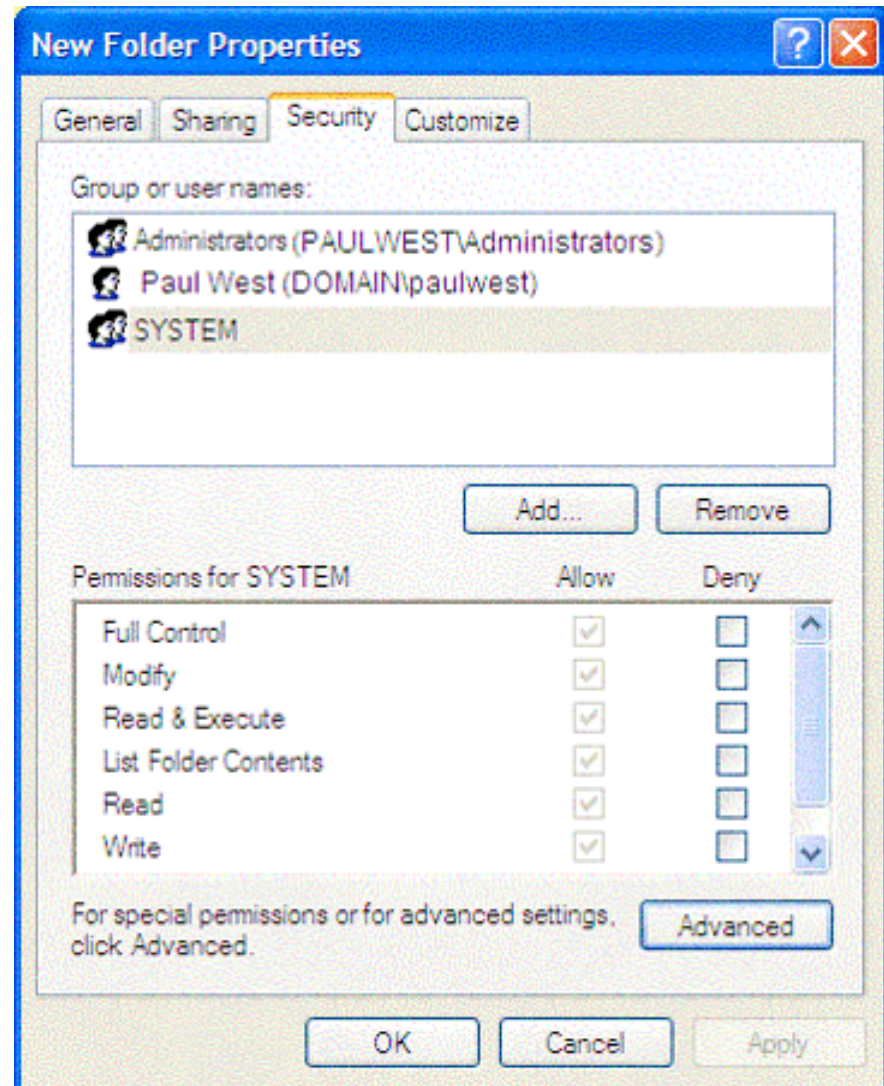 New Folder Properties
General Sharing Security Customize
Group or user names:
Administrators (PAULWEST\Administrators)
Paul West (DOMAIN\paulwest)
SYSTEM
Add... Remove
Permissions for SYSTEM Allow Deny
Full Control
Modify
Read & Execute
List Folder Contents
Read
Write
For special permissions or for advanced settings,
click Advanced. Advanced
OK Cancel Apply